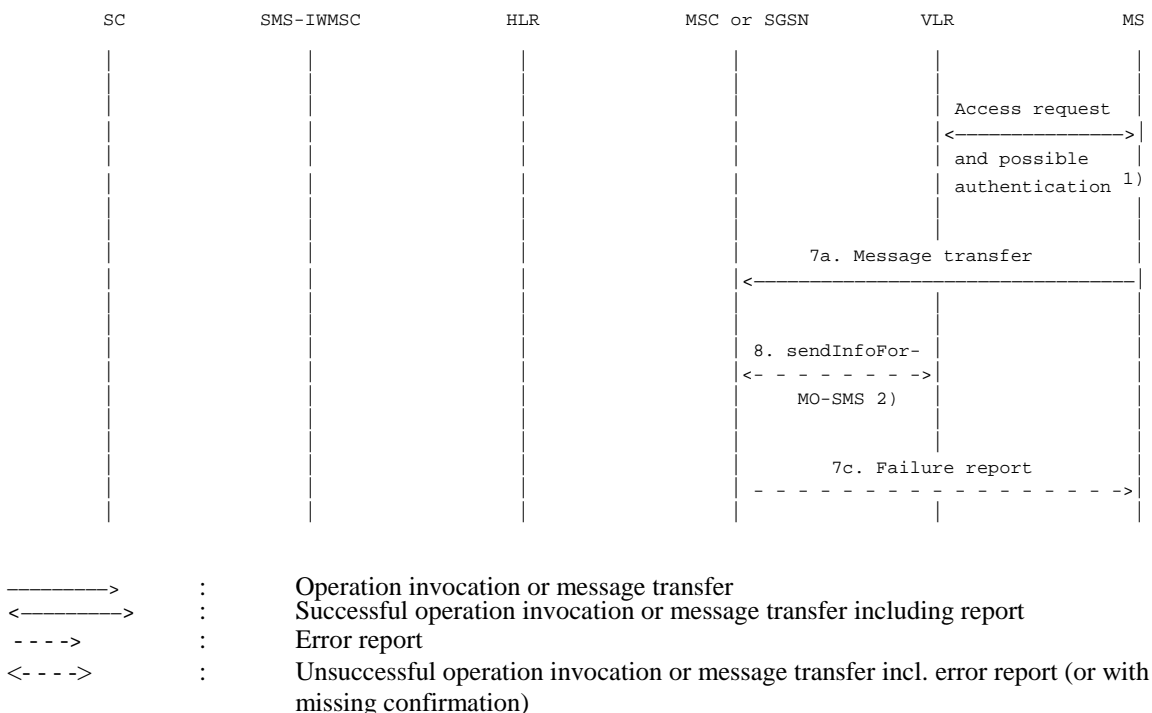 SC SMS-IWMSC HLR MSC or SGSN VLR MS
Access request
and possible
authentication 1)
7a. Message transfer
8. sendInfoFor-
MO-SMS 2)
7c. Failure report
: Operation invocation or message transfer
: Successful operation invocation or message transfer including report
: Error report
: Unsuccessful operation invocation or message transfer incl. error report (or with
missing confirmation)